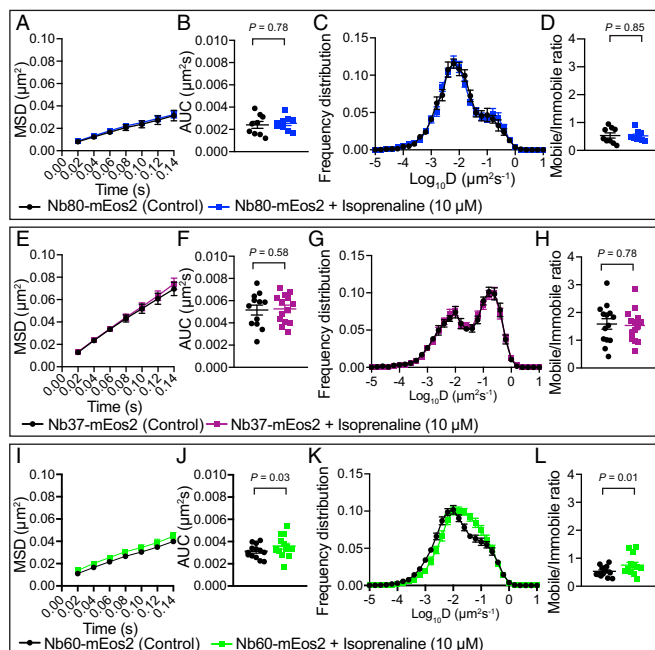 A
MSD (µm²)
0.10
0.08
0.06
0.04
0.02
0.00
0.00
0.02
0.04
0.06
0.08
0.10
0.12
0.14
Time (s)
B
P = 0.78
AUC (µm²s)
0.010
0.008
0.006
0.004
0.002
0.000
C
Frequency distribution
0.15
0.10
0.05
0.00
-5 -4 -3 -2 -1 0 1
Log10D (µm²s-1)
D
P = 0.85
Mobile/Immobile ratio
4
3
2
1
0
Nb80-mEos2 (Control) Nb80-mEos2 + Isoprenaline (10 µM)
E
MSD (µm²)
0.10
0.08
0.06
0.04
0.02
0.00
0.00
0.02
0.04
0.06
0.08
0.10
0.12
0.14
Time (s)
F
P = 0.58
AUC (µm²s)
0.010
0.008
0.006
0.004
0.002
0.000
G
Frequency distribution
0.15
0.10
0.05
0.00
-5 -4 -3 -2 -1 0 1
Log10D (µm²s-1)
H
P = 0.78
Mobile/Immobile ratio
4
3
2
1
0
Nb37-mEos2 (Control) Nb37-mEos2 + Isoprenaline (10 µM)
I
MSD (µm²)
0.10
0.08
0.06
0.04
0.02
0.00
0.00
0.02
0.04
0.06
0.08
0.10
0.12
0.14
Time (s)
J
P = 0.03
AUC (µm²s)
0.010
0.008
0.006
0.004
0.002
0.000
K
Frequency distribution
0.15
0.10
0.05
0.00
-5 -4 -3 -2 -1 0 1
Log10D (µm²s-1)
L
P = 0.01
Mobile/Immobile ratio
4
3
2
1
0
Nb60-mEos2 (Control) Nb60-mEos2 + Isoprenaline (10 µM)